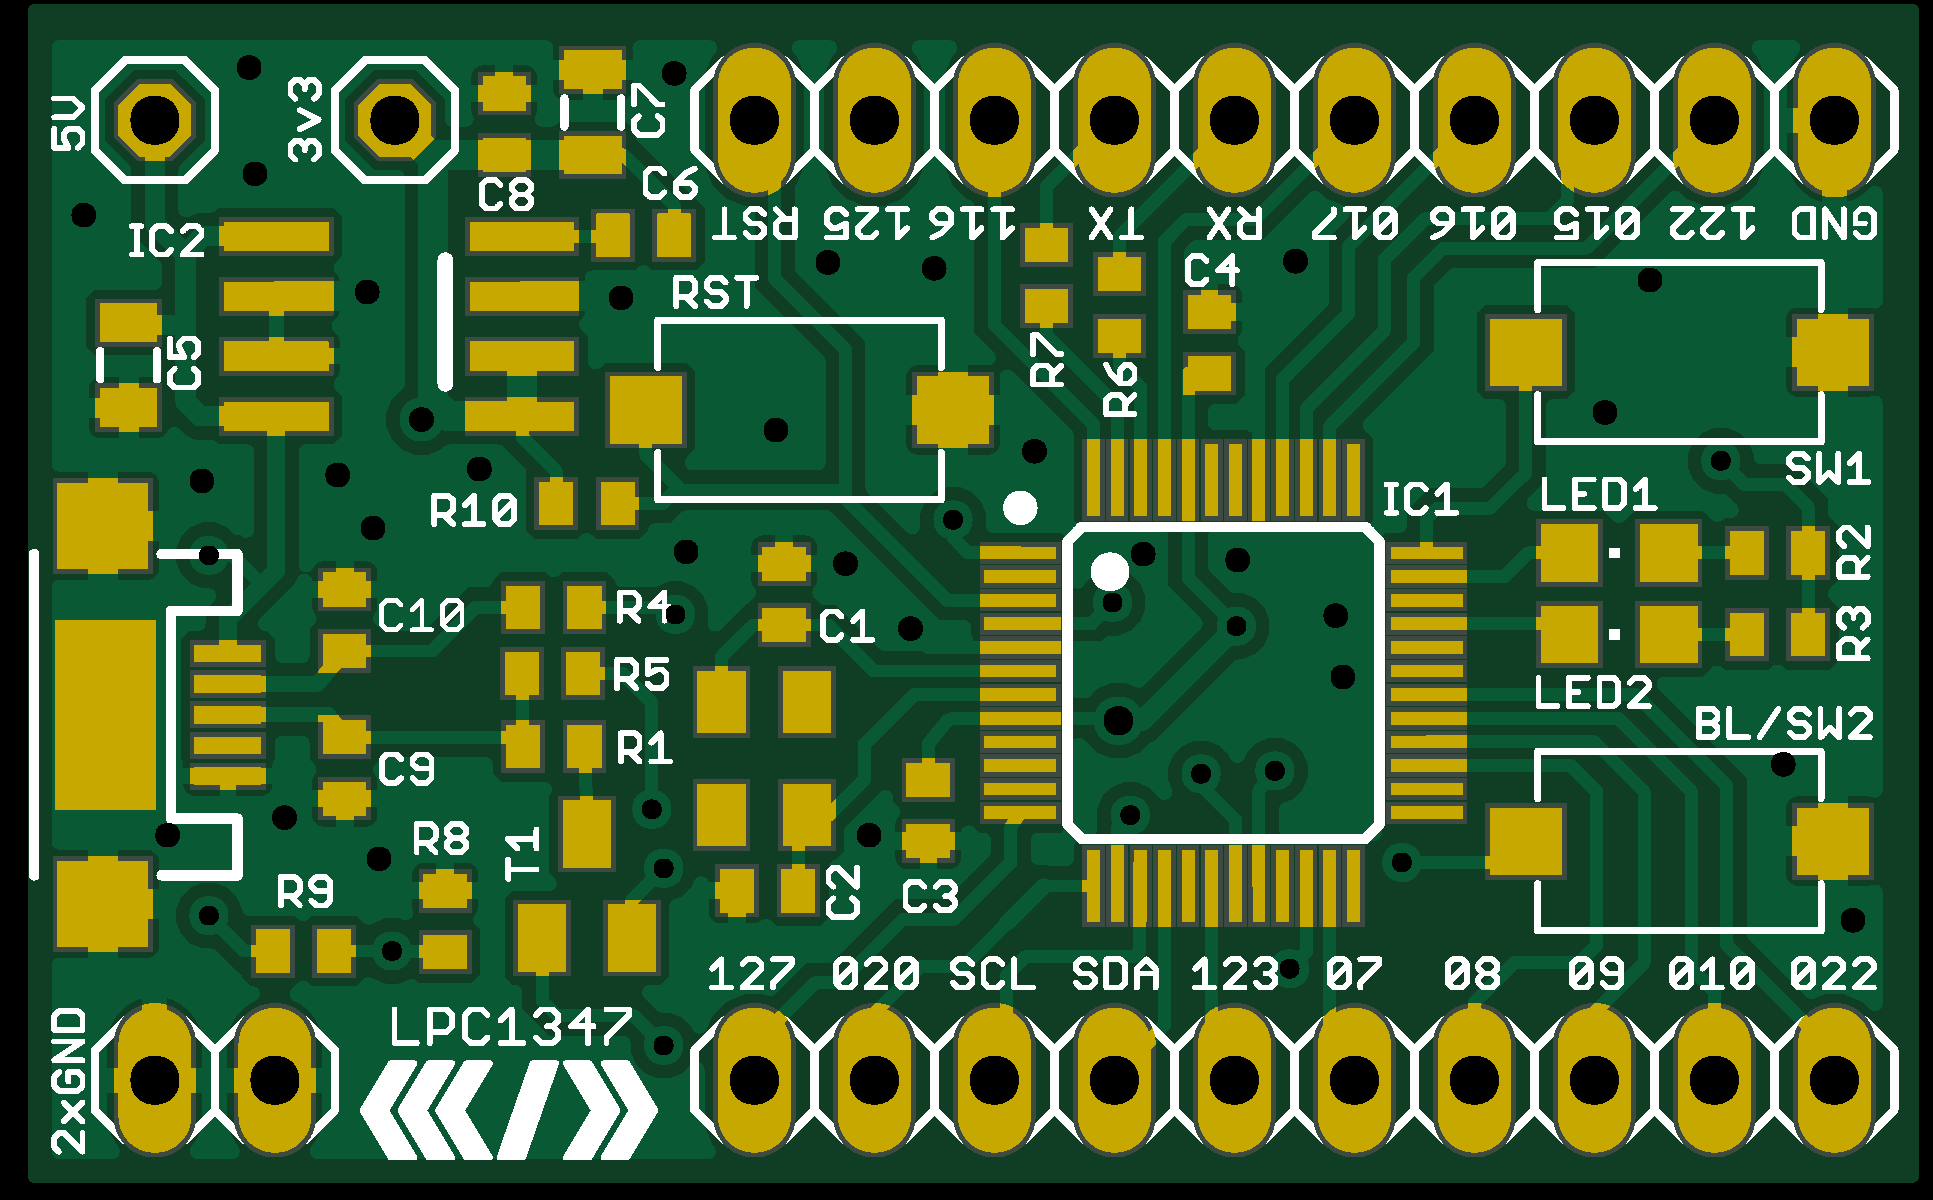 5V
3v3
C7
C8
C6
RST
125
116
TX
RX
017
016
015
122
GND
IC2
C5
RST
R7
R6
C4
SW1
R10
IC1
LED1
R2
C10
R4
C1
R3
R5
LED2
BL/SW2
R1
C9
R8
T1
R9
C2
C3
127
020
SCL
SDA
123
07
08
09
010
022
2xGND
LPC1347